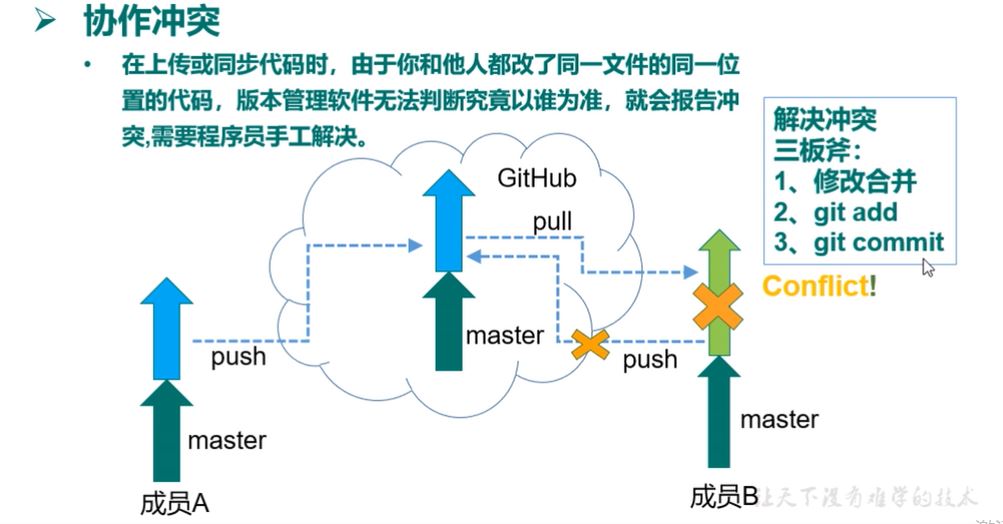 协作冲突
在上传或同步代码时，由于你和他人都改了同一文件的同一位
置的代码，版本管理软件无法判断究竟以谁为准，就会报告冲
突,需要程序员手工解决。
解决冲突
三板斧：
1、修改合并
2、git add
3、git commit
GitHub
pull
Conflict!
master
push
push
master
master
成员A
成员B
让天下没有难学的技术